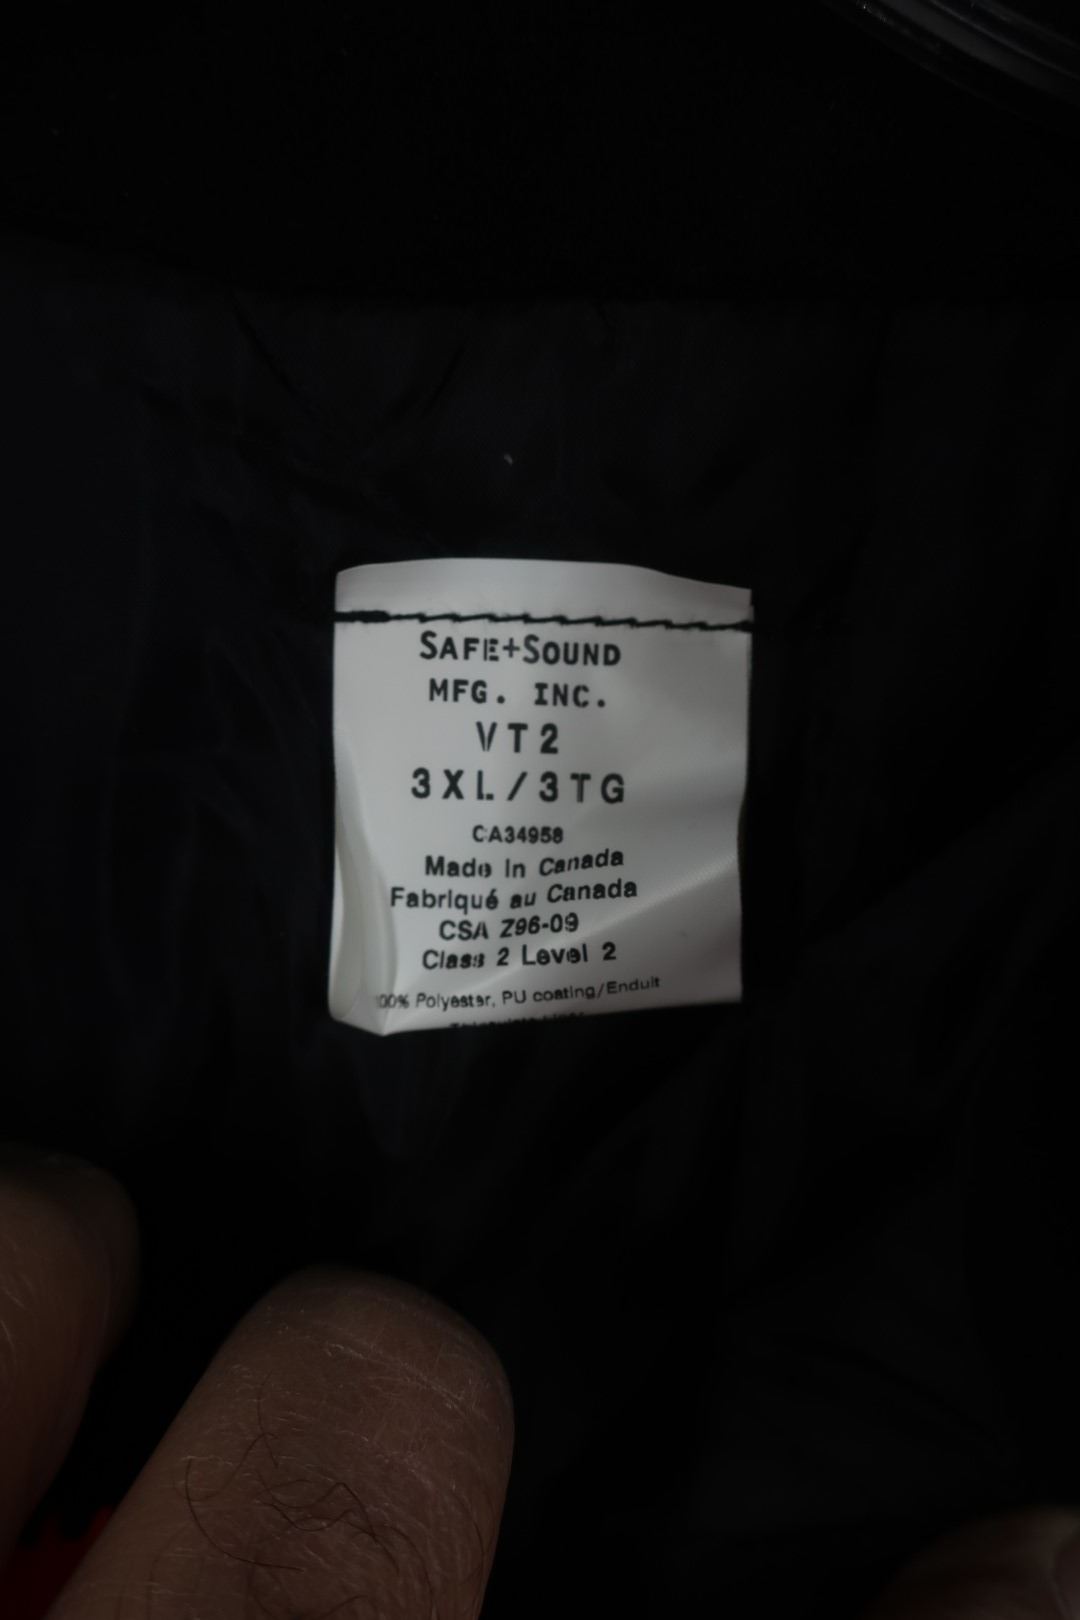 SAFE+SOUND
MFG. INC.
VT2
3XL/3TG
CA34958
Made In Canada
Fabriqué au Canada
CSA Z96-09
Class 2 Level 2
00% Polyester, PU coating/Enduit